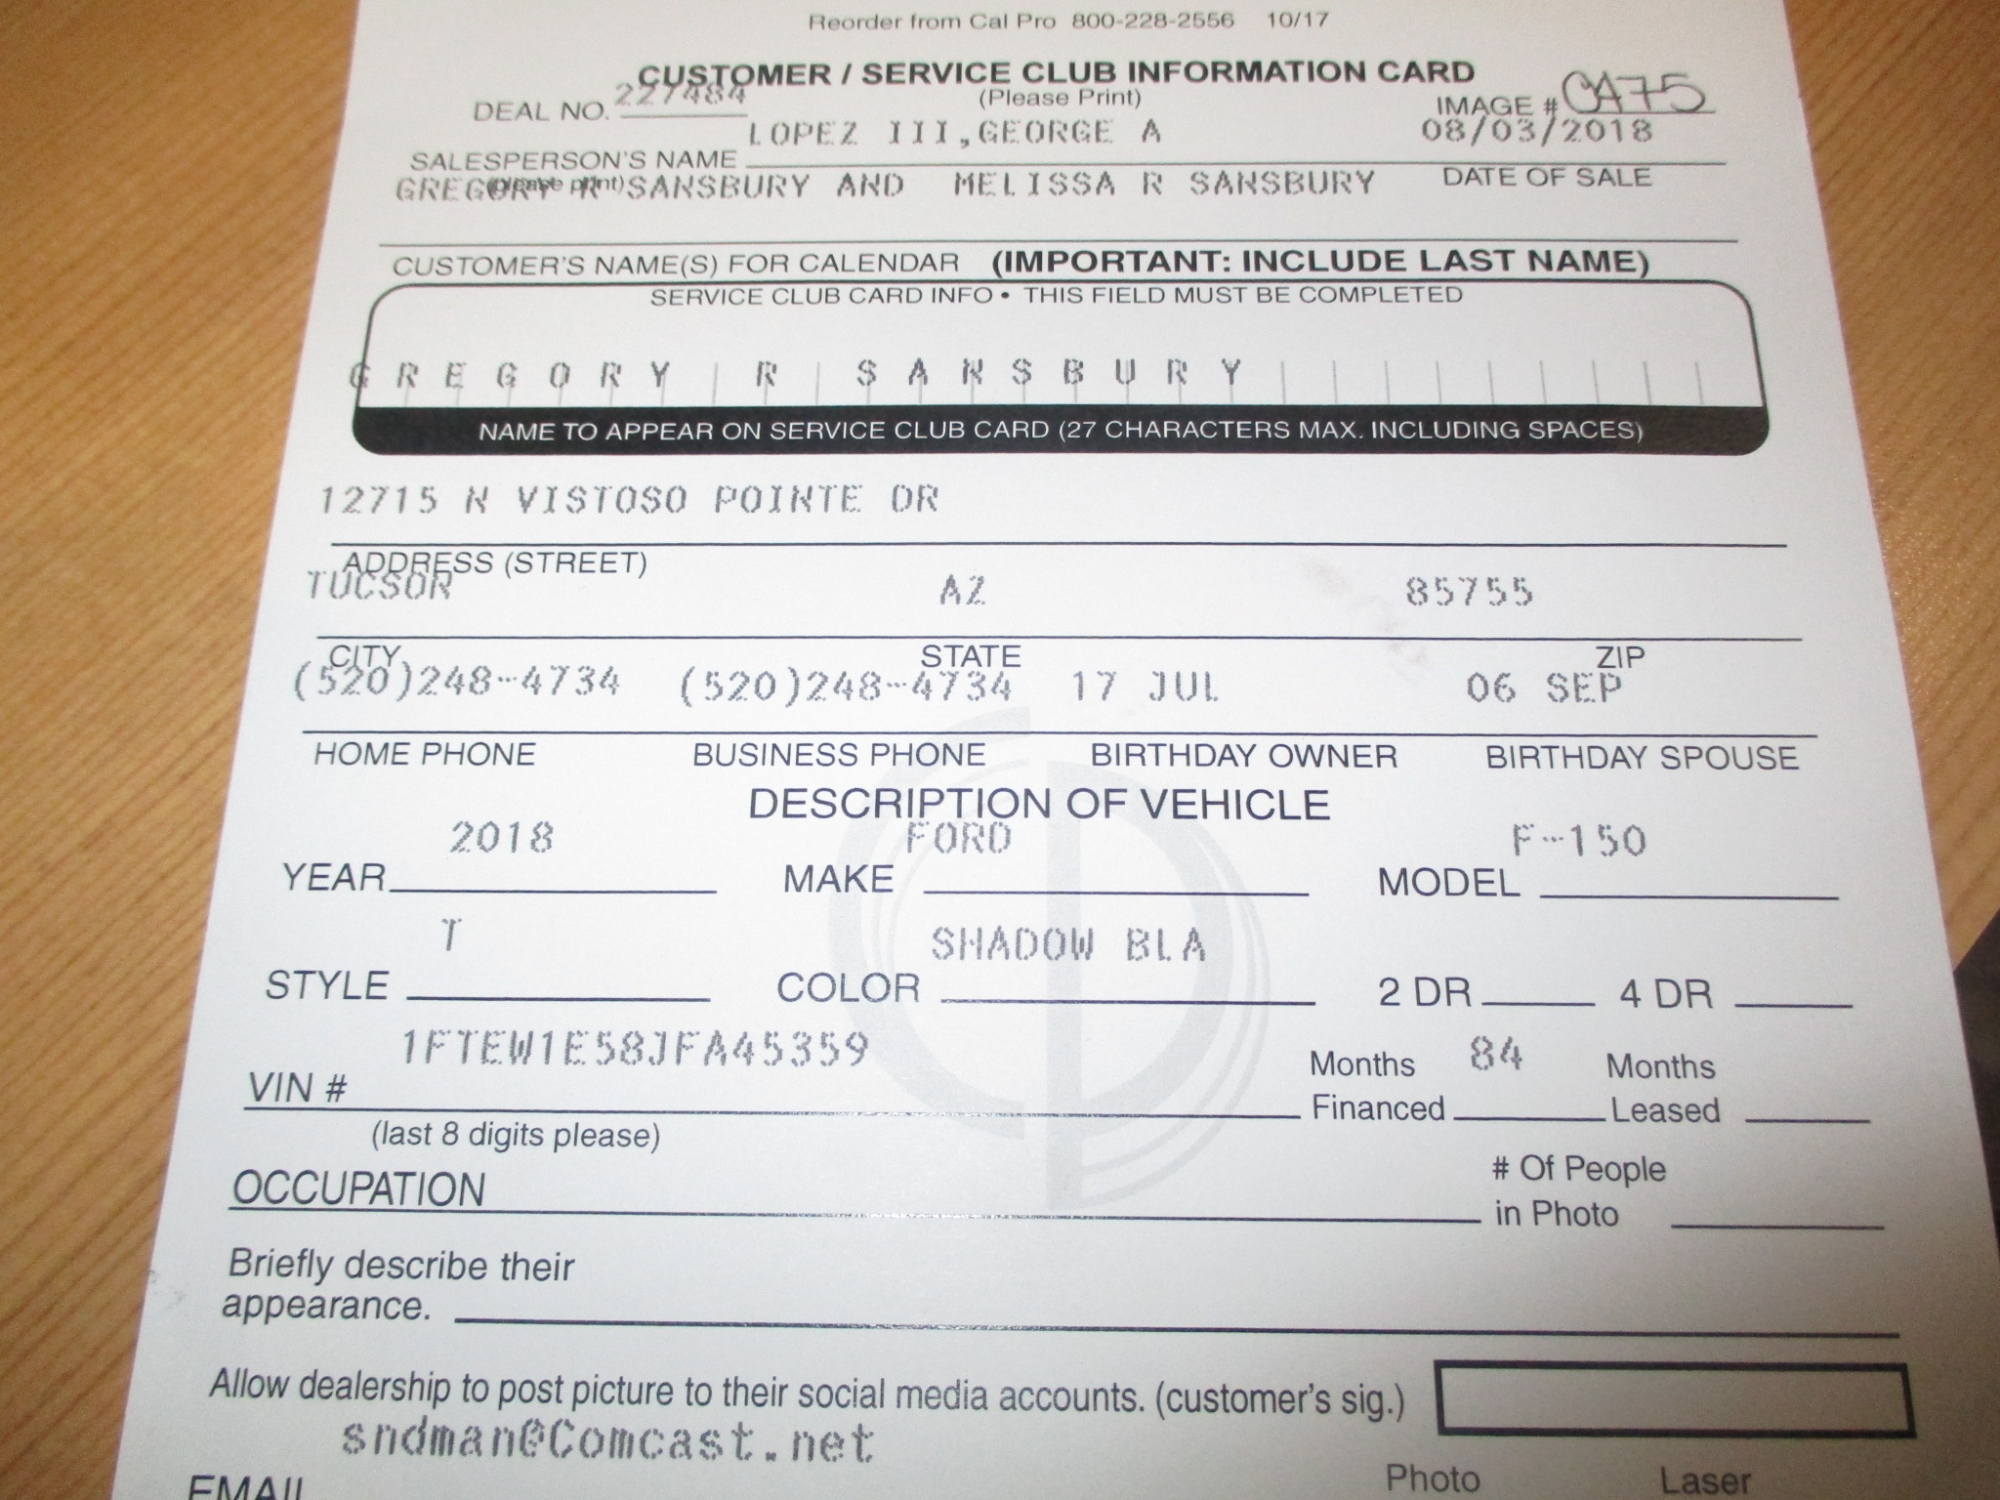 Reorder from Cal Pro 800-228-2556 10/17
CUSTOMER / SERVICE CLUB INFORMATION CARD
(Please Print)
DEAL NO. 227484
IMAGE # CA75
LOPEZ III,GEORGE A 08/03/2018
SALESPERSON'S NAME
(please print)
DATE OF SALE
GREGORY R SANSBURY AND MELISSA R SANSBURY
CUSTOMER'S NAME(S) FOR CALENDAR (IMPORTANT: INCLUDE LAST NAME)
SERVICE CLUB CARD INFO • THIS FIELD MUST BE COMPLETED
GREGORY R SANSBURY
NAME TO APPEAR ON SERVICE CLUB CARD (27 CHARACTERS MAX. INCLUDING SPACES)
12715 N VISTOSO POINTE DR
ADDRESS (STREET)
TUCSON AZ 85755
CITY STATE ZIP
(520)248-4734 (520)248-4734 17 JUL 06 SEP
HOME PHONE BUSINESS PHONE BIRTHDAY OWNER BIRTHDAY SPOUSE
DESCRIPTION OF VEHICLE
2018 FORD F-150
YEAR MAKE MODEL
T SHADOW BLA
STYLE COLOR 2 DR 4 DR
1FTEW1E58JFA45359
VIN #
(last 8 digits please)
Months Financed 84 Months Leased
OCCUPATION
# Of People in Photo
Briefly describe their
appearance.
Allow dealership to post picture to their social media accounts. (customer's sig.)
sndman@Comcast.net
EMAIL
Photo Laser